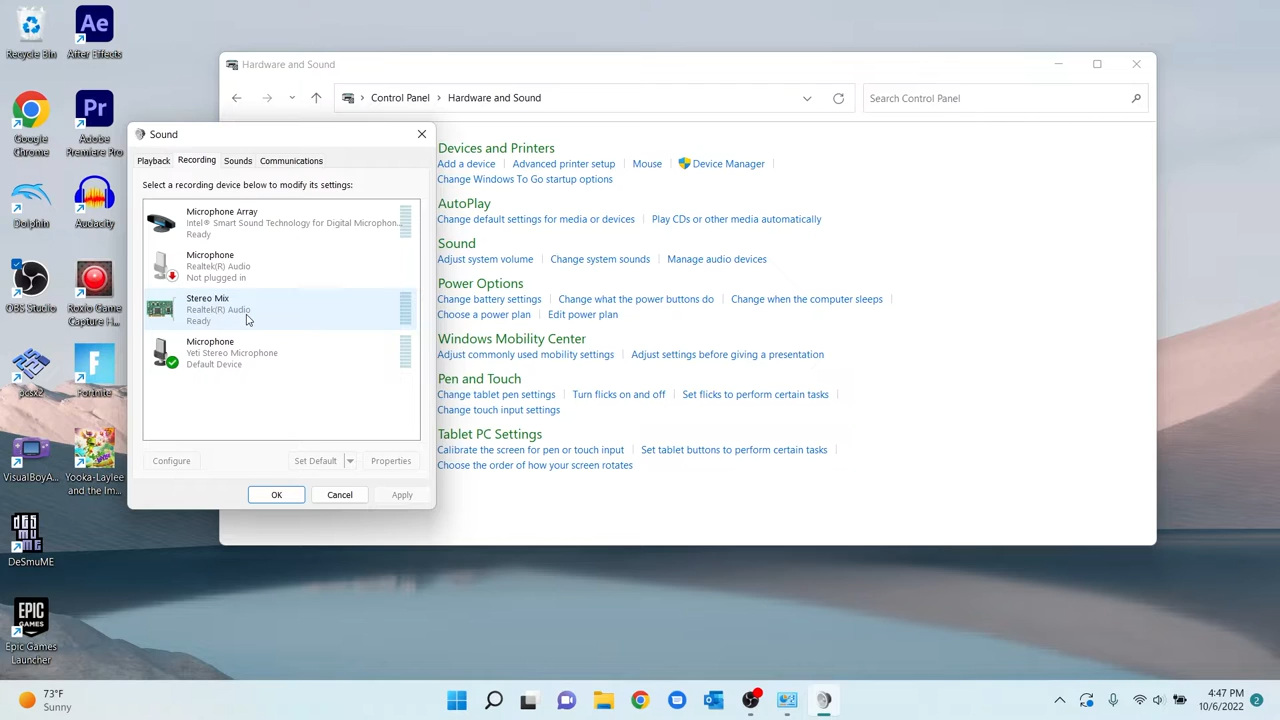 Recycle Bin
After Effects
Google Chrome
Adobe Premiere Pro
Dolphin
Audacity
OBS Studio
Roxio Game Capture H...
pcsx2
Fortnite
VisualBoyA...
Yooka-Laylee and the Im...
DeSmuME
Epic Games Launcher
Ae
Pr
F
DeS
muME
EPIC
GAMES
Hardware and Sound
Control Panel > Hardware and Sound
Search Control Panel
Sound
Playback Recording Sounds Communications
Select a recording device below to modify its settings:
Microphone Array
Intel® Smart Sound Technology for Digital Microphon...
Ready
Microphone
Realtek(R) Audio
Not plugged in
Stereo Mix
Realtek(R) Audio
Ready
Microphone
Yeti Stereo Microphone
Default Device
Configure Set Default Properties
OK Cancel Apply
Devices and Printers
Add a device Advanced printer setup Mouse Device Manager
Change Windows To Go startup options
AutoPlay
Change default settings for media or devices Play CDs or other media automatically
Sound
Adjust system volume Change system sounds Manage audio devices
Power Options
Change battery settings Change what the power buttons do Change when the computer sleeps
Choose a power plan Edit power plan
Windows Mobility Center
Adjust commonly used mobility settings Adjust settings before giving a presentation
Pen and Touch
Change tablet pen settings Turn flicks on and off Set flicks to perform certain tasks
Change touch input settings
Tablet PC Settings
Calibrate the screen for pen or touch input Set tablet buttons to perform certain tasks
Choose the order of how your screen rotates
73°F
Sunny
4:47 PM
10/6/2022
2